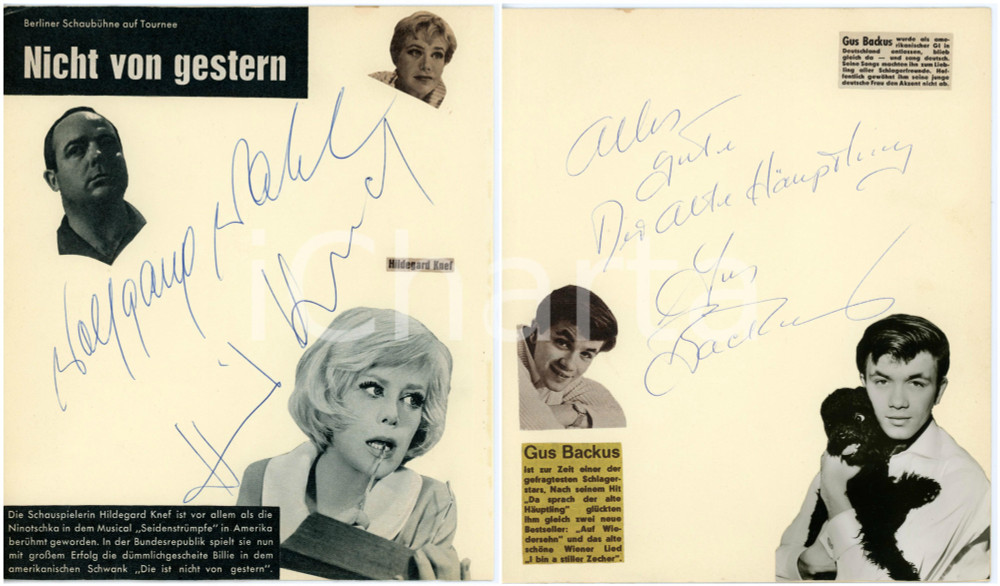 Berliner Schaubühne auf Tournee
Nicht von gestern
Wolfgang
Hildegard Knef
Die Schauspielerin Hildegard Knef ist vor allem als die
Ninotschka in dem Musical „Seidenstrümpfe" in Amerika
berühmt geworden. In der Bundesrepublik spielt sie nun
mit großem Erfolg die dümmlichgescheite Billie in dem
amerikanischen Schwank „Die ist nicht von gestern".
Gus Backus wurde als ame-
rikanischer GI in
Deutschland entlassen, blieb
gleich da — und sang deutsch.
Seine Songs machten ihn zum Lieb-
ling aller Schlagerfreunde. Hof-
fentlich gewöhnt ihm seine junge
deutsche Frau den Akzent nicht ab.
Alles
gute
Der Alte Häuptling
Gus
Backus
Gus Backus
ist zur Zeit einer der
gefragtesten Schlager-
stars. Nach seinem Hit
„Da sprach der alte
Häuptling" glückten
ihm gleich zwei neue
Bestseller: „Auf Wie-
dersehn" und das alte
schöne Wiener Lied
„I bin a stiller Zecher".
iCharta